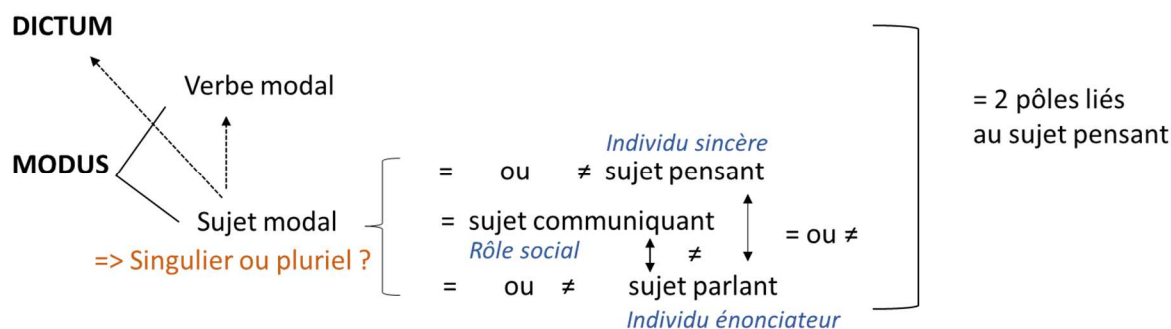 DICTUM
Verbe modal
= 2 pôles liés
au sujet pensant
MODUS
Individu sincère
= ou ≠ sujet pensant
Sujet modal
= sujet communiquant
= ou ≠
=> Singulier ou pluriel ?
Rôle social
≠
= ou ≠ sujet parlant
Individu énonciateur